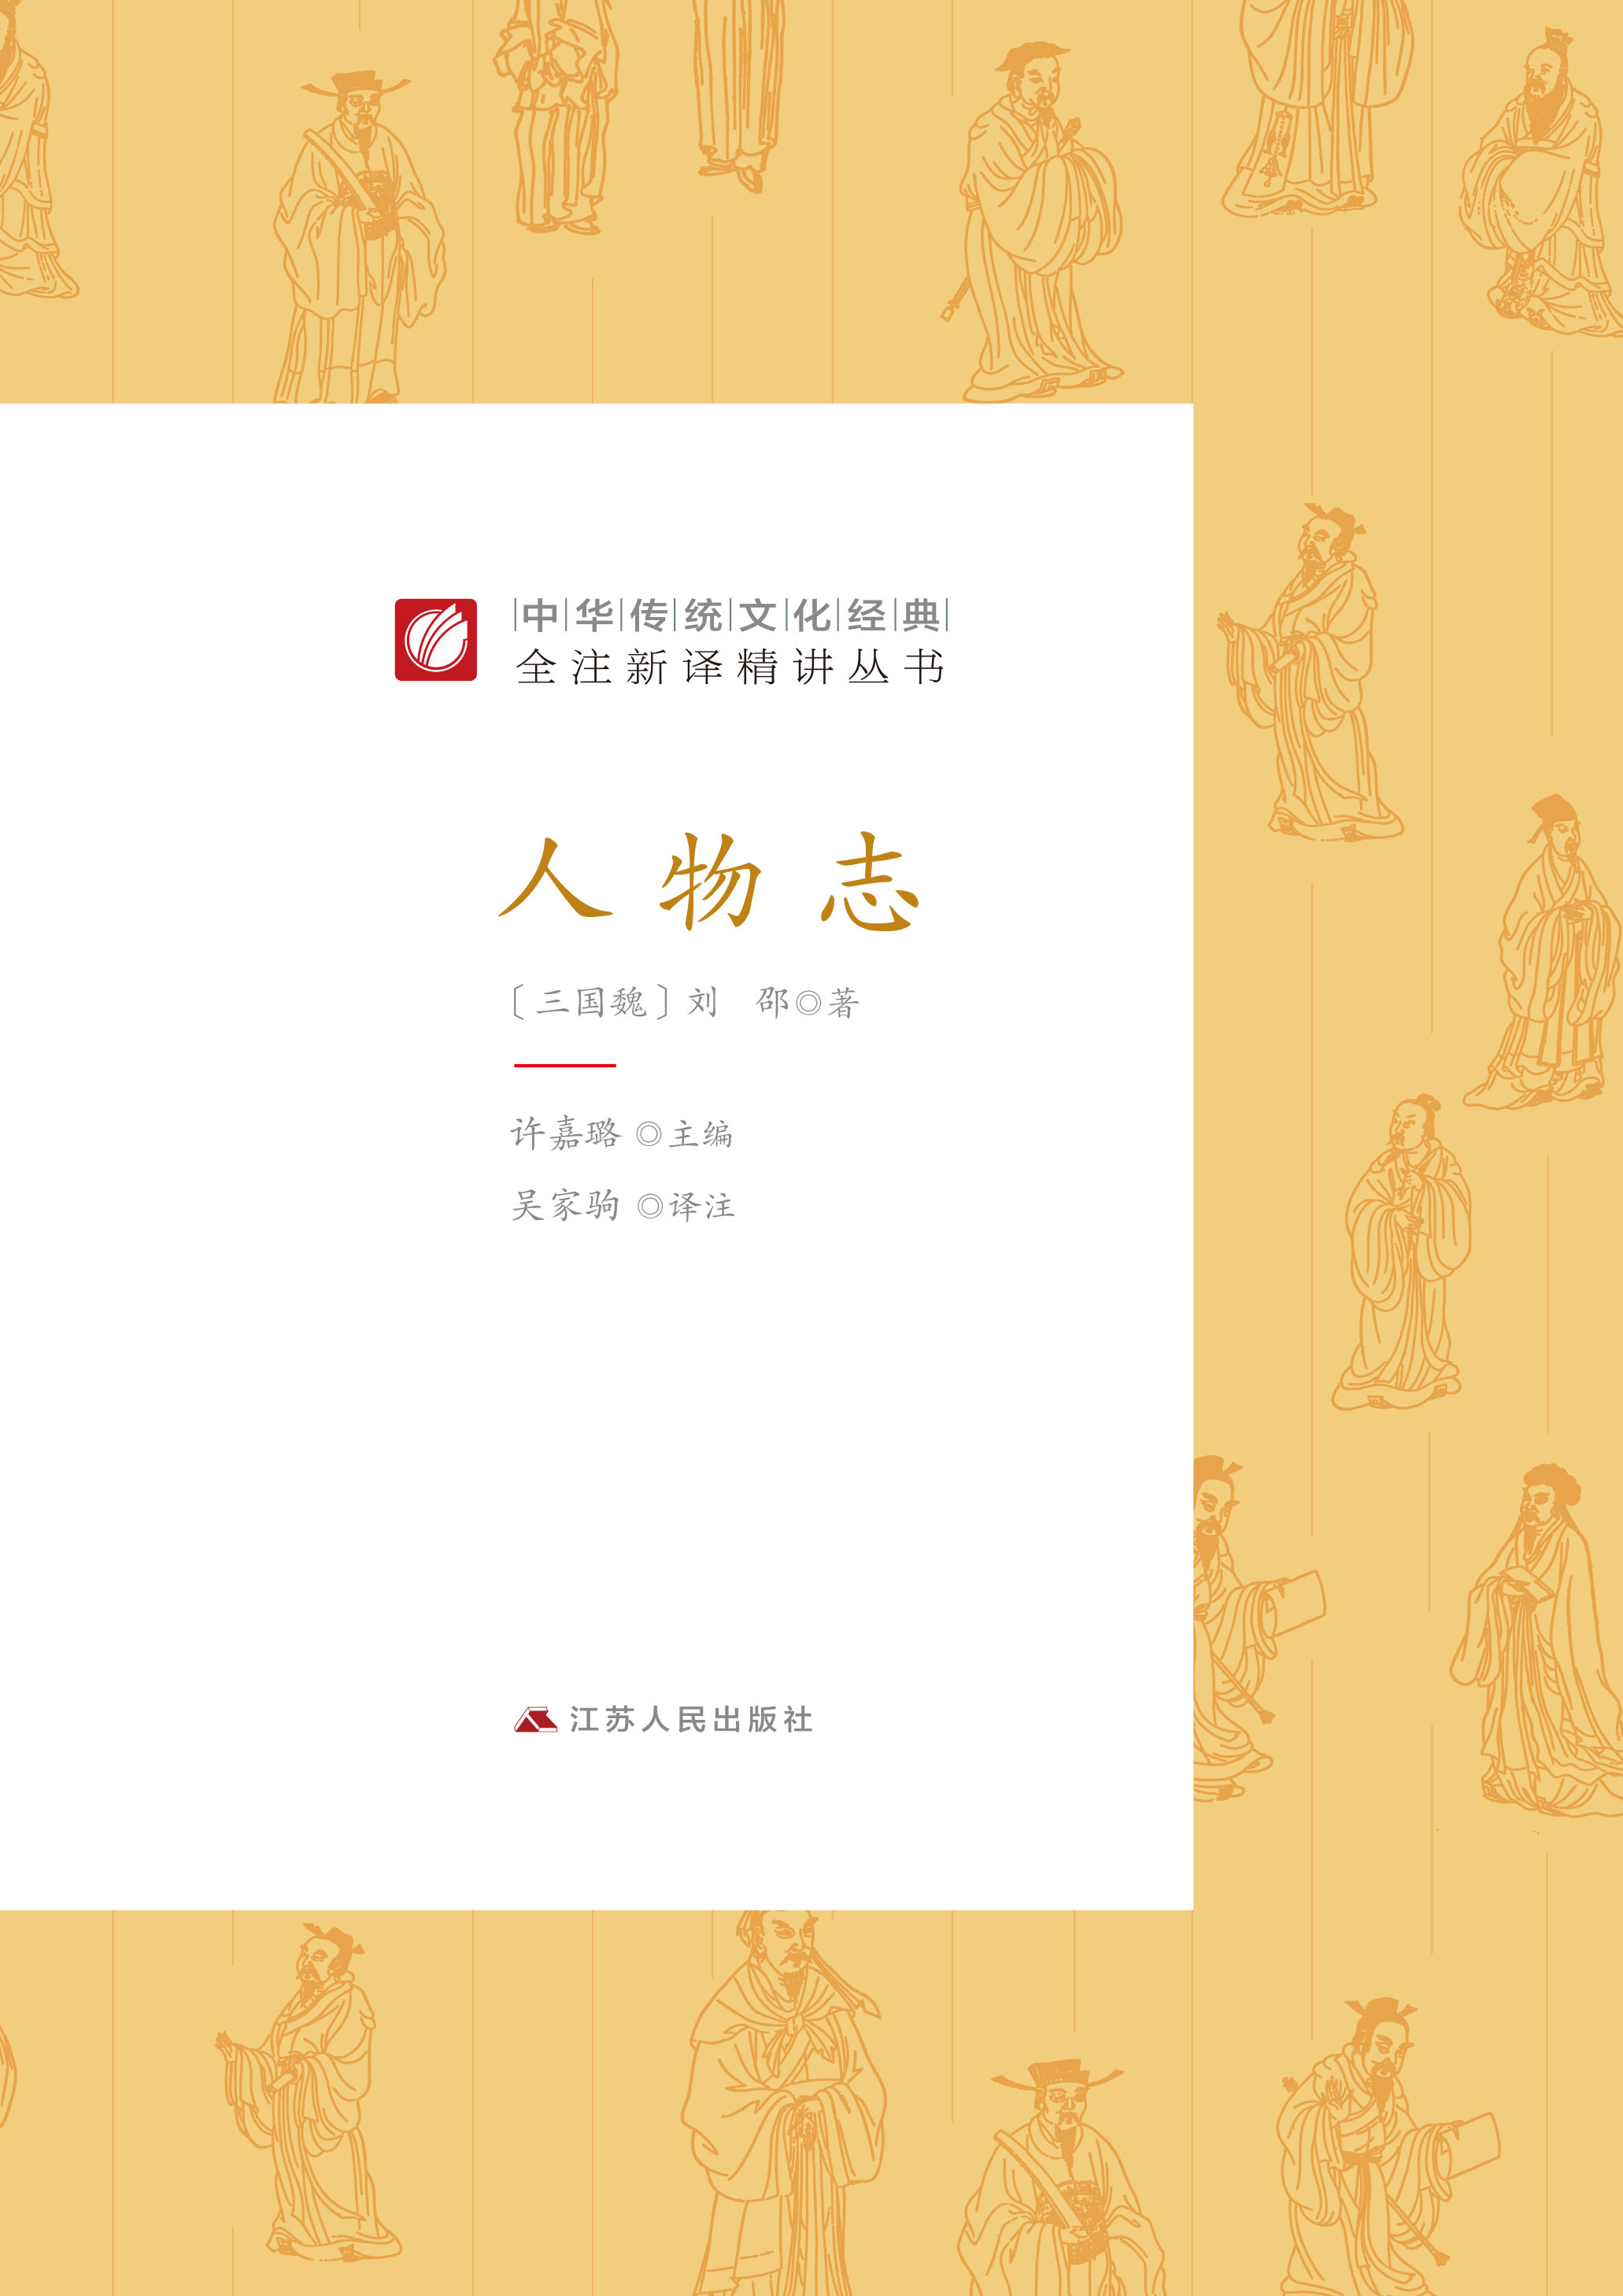 中华传统文化经典
全注新译精讲丛书
人物志
〔三国魏〕刘 邵◎著
许嘉璐 ◎主编
吴家驹 ◎译注
江苏人民出版社